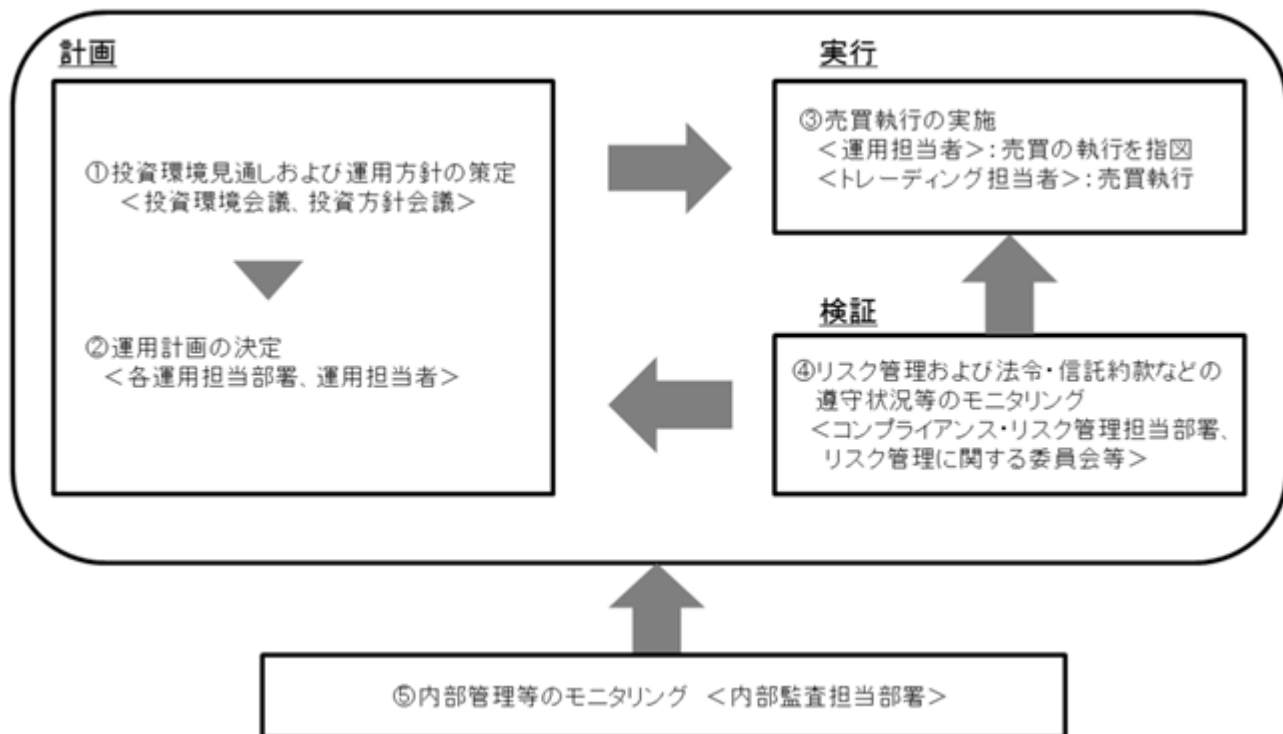 計画
①投資環境見通しおよび運用方針の策定
<投資環境会議、投資方針会議>
②運用計画の決定
<各運用担当部署、運用担当者>
実行
③売買執行の実施
<運用担当者>:売買の執行を指図
<トレーディング担当者>:売買執行
検証
④リスク管理および法令・信託約款などの
遵守状況等のモニタリング
<コンプライアンス・リスク管理担当部署、
リスク管理に関する委員会等>
⑤内部管理等のモニタリング <内部監査担当部署>